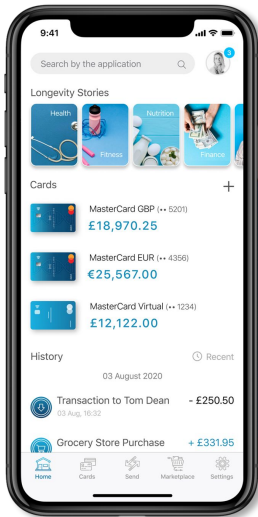 9:41
3
Search by the application
Longevity Stories
Health
Fitness
Nutrition
Finance
Cards
MasterCard GBP (•• 5201)
£18,970.25
MasterCard EUR (•• 4356)
€25,567.00
MasterCard Virtual (•• 1234)
£12,122.00
History
Recent
03 August 2020
Transaction to Tom Dean - £250.50
03 Aug, 16:32
Grocery Store Purchase + £331.95
Home Cards Send Marketplace Settings